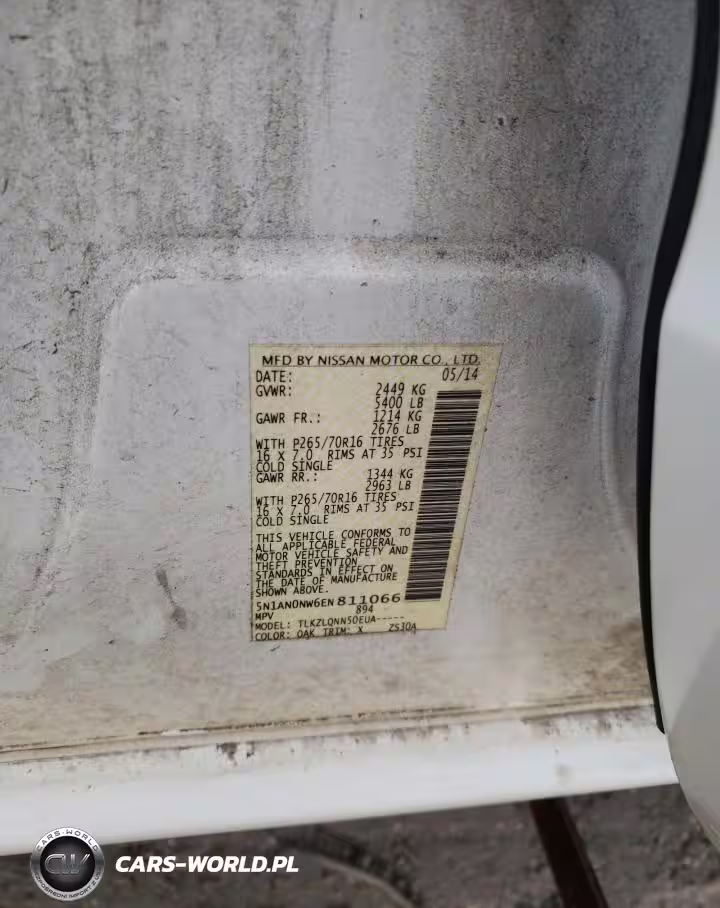 MFD BY NISSAN MOTOR CO., LTD.
DATE: 05/14
GVWR: 2449 KG
5400 LB
GAWR FR.: 1214 KG
2676 LB
WITH P265/70R16 TIRES
16 X 7.0 RIMS AT 35 PSI
COLD SINGLE
GAWR RR.: 1344 KG
2963 LB
WITH P265/70R16 TIRES
16 X 7.0 RIMS AT 35 PSI
COLD SINGLE
THIS VEHICLE CONFORMS TO
ALL APPLICABLE FEDERAL
MOTOR VEHICLE SAFETY AND
THEFT PREVENTION
STANDARDS IN EFFECT ON
THE DATE OF MANUFACTURE
SHOWN ABOVE.
5N1AN0NW6EN811066
MPV 894
MODEL: TLKZLQNN50EUA-----
COLOR: QAK TRIM: X ZS30A
CARS-WORLD
CW
CARS-WORLD.PL